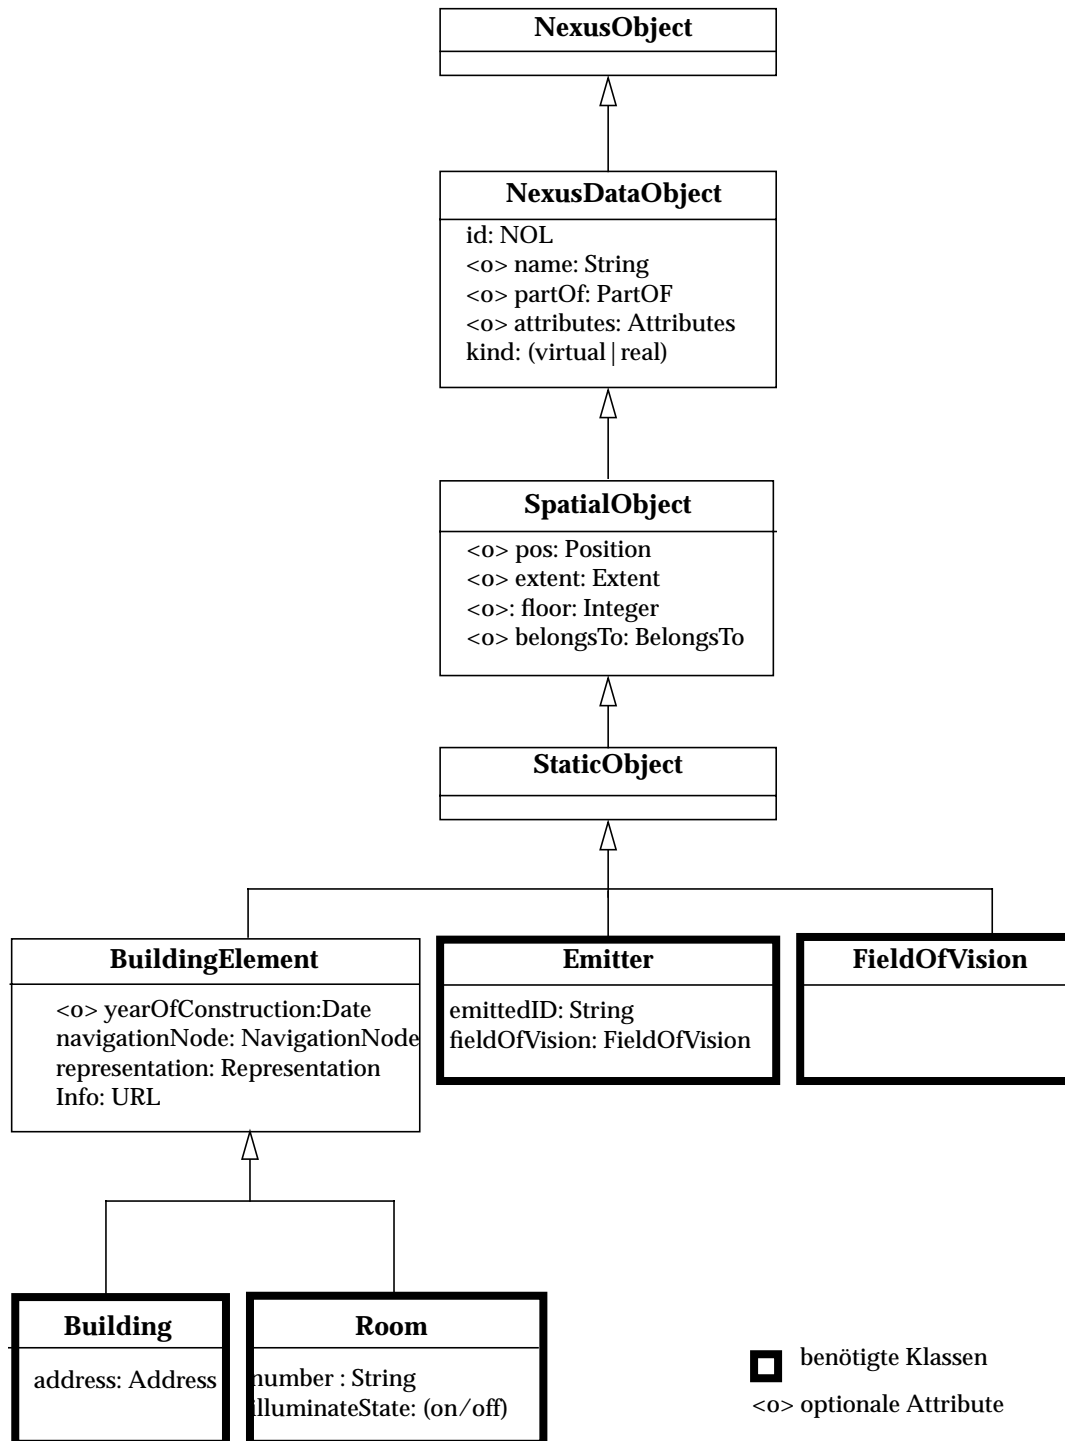 NexusObject
NexusDataObject
id: NOL
<o> name: String
<o> partOf: PartOF
<o> attributes: Attributes
kind: (virtual|real)
SpatialObject
<o> pos: Position
<o> extent: Extent
<o>: floor: Integer
<o> belongsTo: BelongsTo
StaticObject
BuildingElement
<o> yearOfConstruction:Date
navigationNode: NavigationNode
representation: Representation
Info: URL
Emitter
emittedID: String
fieldOfVision: FieldOfVision
FieldOfVision
Building
address: Address
Room
number : String
illuminateState: (on/off)
benötigte Klassen
<o> optionale Attribute